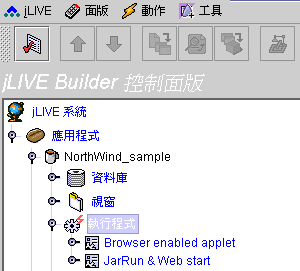 jLIVE 面版 動作 工具
jLIVE Builder 控制面版
jLIVE 系統
應用程式
NorthWind_sample
資料庫
視窗
執行程式
Browser enabled applet
JarRun & Web start